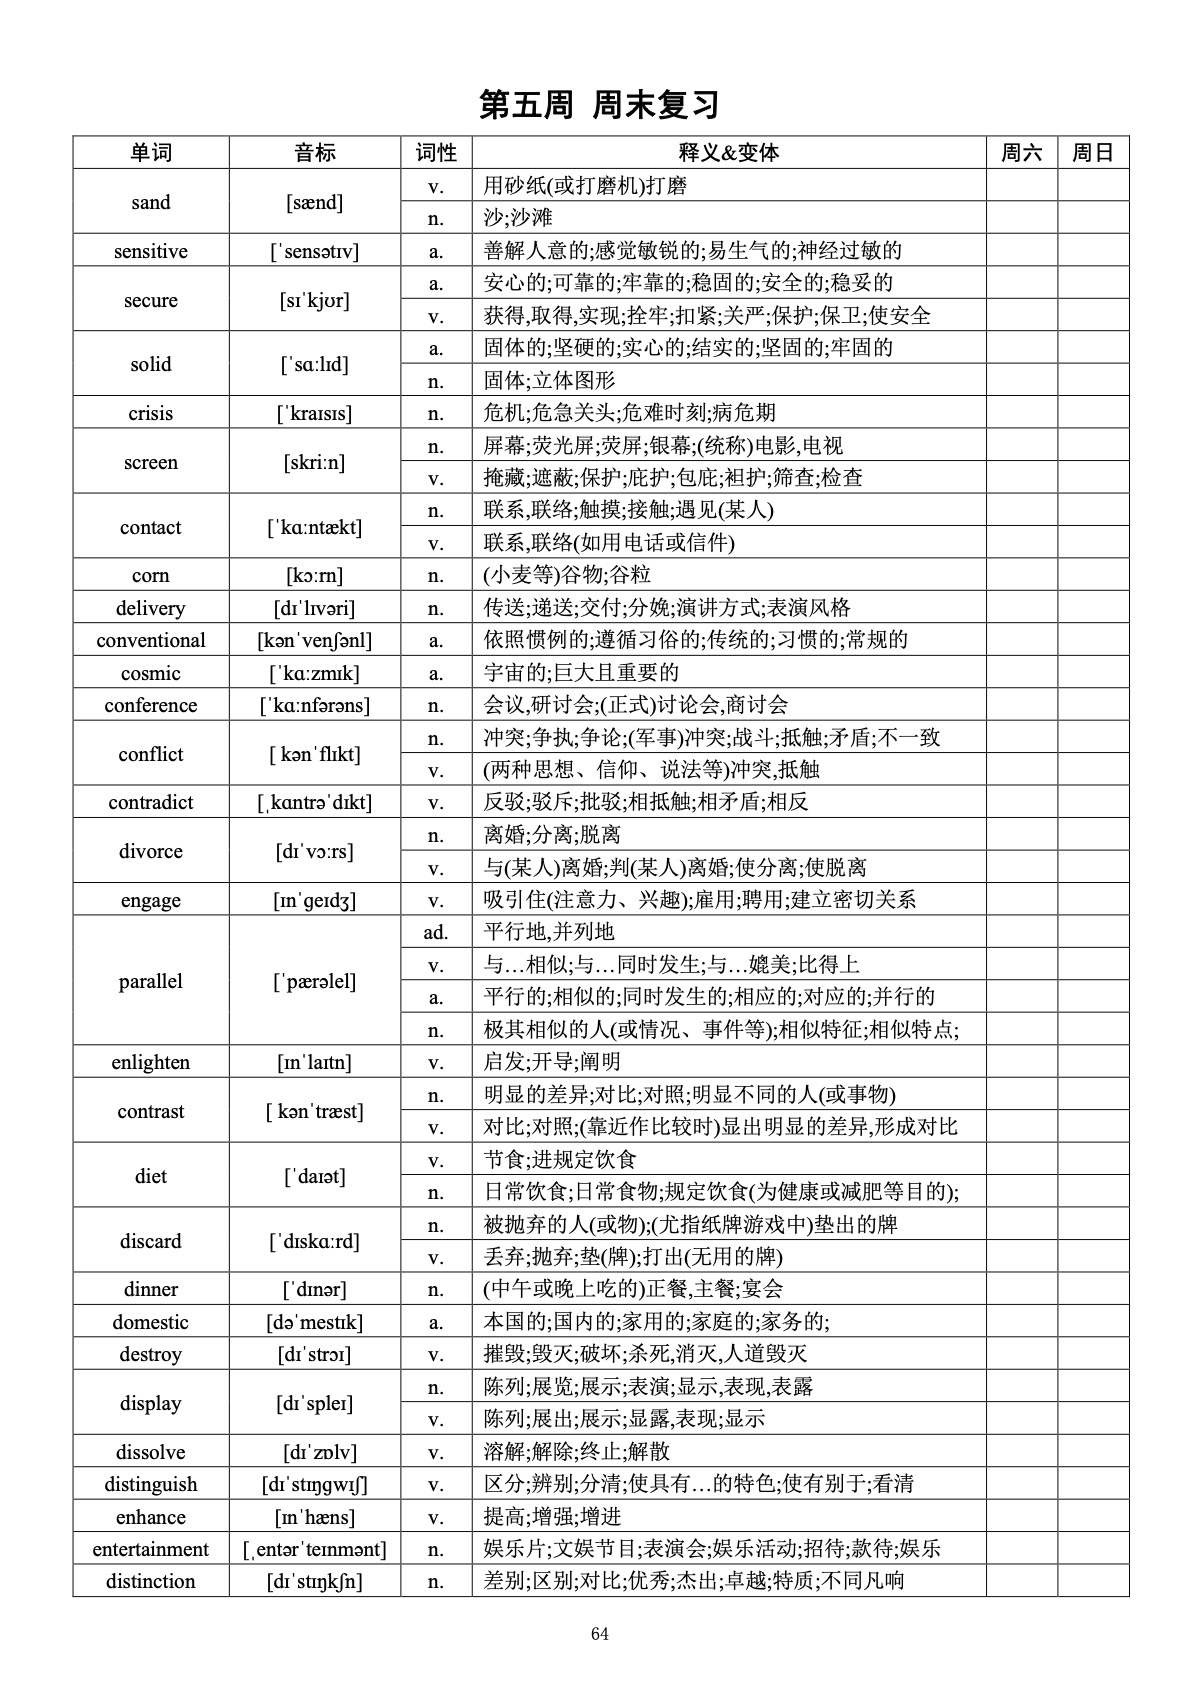 第五周 周末复习
单词 音标 词性 释义&变体 周六 周日
sand [sænd] v. 用砂纸(或打磨机)打磨
n. 沙;沙滩
sensitive [ˈsensətɪv] a. 善解人意的;感觉敏锐的;易生气的;神经过敏的
secure [sɪˈkjʊr] a. 安心的;可靠的;牢靠的;稳固的;安全的;稳妥的
v. 获得,取得,实现;拴牢;扣紧;关严;保护;保卫;使安全
solid [ˈsɑːlɪd] a. 固体的;坚硬的;实心的;结实的;坚固的;牢固的
n. 固体;立体图形
crisis [ˈkraɪsɪs] n. 危机;危急关头;危难时刻;病危期
screen [skriːn] n. 屏幕;荧光屏;荧屏;银幕;(统称)电影,电视
v. 掩藏;遮蔽;保护;庇护;包庇;袒护;筛查;检查
contact [ˈkɑːntækt] n. 联系,联络;触摸;接触;遇见(某人)
v. 联系,联络(如用电话或信件)
corn [kɔːrn] n. (小麦等)谷物;谷粒
delivery [dɪˈlɪvəri] n. 传送;递送;交付;分娩;演讲方式;表演风格
conventional [kənˈvenʃənl] a. 依照惯例的;遵循习俗的;传统的;习惯的;常规的
cosmic [ˈkɑːzmɪk] a. 宇宙的;巨大且重要的
conference [ˈkɑːnfərəns] n. 会议,研讨会;(正式)讨论会,商讨会
conflict [ kənˈflɪkt] n. 冲突;争执;争论;(军事)冲突;战斗;抵触;矛盾;不一致
v. (两种思想、信仰、说法等)冲突,抵触
contradict [ˌkɑntrəˈdɪkt] v. 反驳;驳斥;批驳;相抵触;相矛盾;相反
divorce [dɪˈvɔːrs] n. 离婚;分离;脱离
v. 与(某人)离婚;判(某人)离婚;使分离;使脱离
engage [ɪnˈɡeɪdʒ] v. 吸引住(注意力、兴趣);雇用;聘用;建立密切关系
parallel [ˈpærəlel] ad. 平行地,并列地
v. 与…相似;与…同时发生;与…媲美;比得上
a. 平行的;相似的;同时发生的;相应的;对应的;并行的
n. 极其相似的人(或情况、事件等);相似特征;相似特点;
enlighten [ɪnˈlaɪtn] v. 启发;开导;阐明
contrast [ kənˈtræst] n. 明显的差异;对比;对照;明显不同的人(或事物)
v. 对比;对照;(靠近作比较时)显出明显的差异,形成对比
diet [ˈdaɪət] v. 节食;进规定饮食
n. 日常饮食;日常食物;规定饮食(为健康或减肥等目的);
discard [ˈdɪskɑːrd] n. 被抛弃的人(或物);(尤指纸牌游戏中)垫出的牌
v. 丢弃;抛弃;垫(牌);打出(无用的牌)
dinner [ˈdɪnər] n. (中午或晚上吃的)正餐,主餐;宴会
domestic [dəˈmestɪk] a. 本国的;国内的;家用的;家庭的;家务的;
destroy [dɪˈstrɔɪ] v. 摧毁;毁灭;破坏;杀死,消灭,人道毁灭
display [dɪˈspleɪ] n. 陈列;展览;展示;表演;显示,表现,表露
v. 陈列;展出;展示;显露,表现;显示
dissolve [dɪˈzɒlv] v. 溶解;解除;终止;解散
distinguish [dɪˈstɪŋɡwɪʃ] v. 区分;辨别;分清;使具有…的特色;使有别于;看清
enhance [ɪnˈhæns] v. 提高;增强;增进
entertainment [ˌentərˈteɪnmənt] n. 娱乐片;文娱节目;表演会;娱乐活动;招待;款待;娱乐
distinction [dɪˈstɪŋkʃn] n. 差别;区别;对比;优秀;杰出;卓越;特质;不同凡响
64